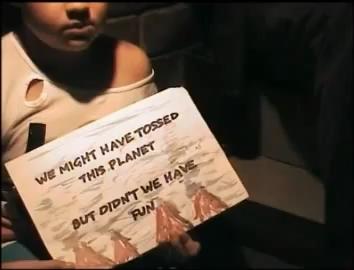 WE MIGHT HAVE TOSSED
THIS PLANET
BUT DIDN'T WE HAVE
FUN